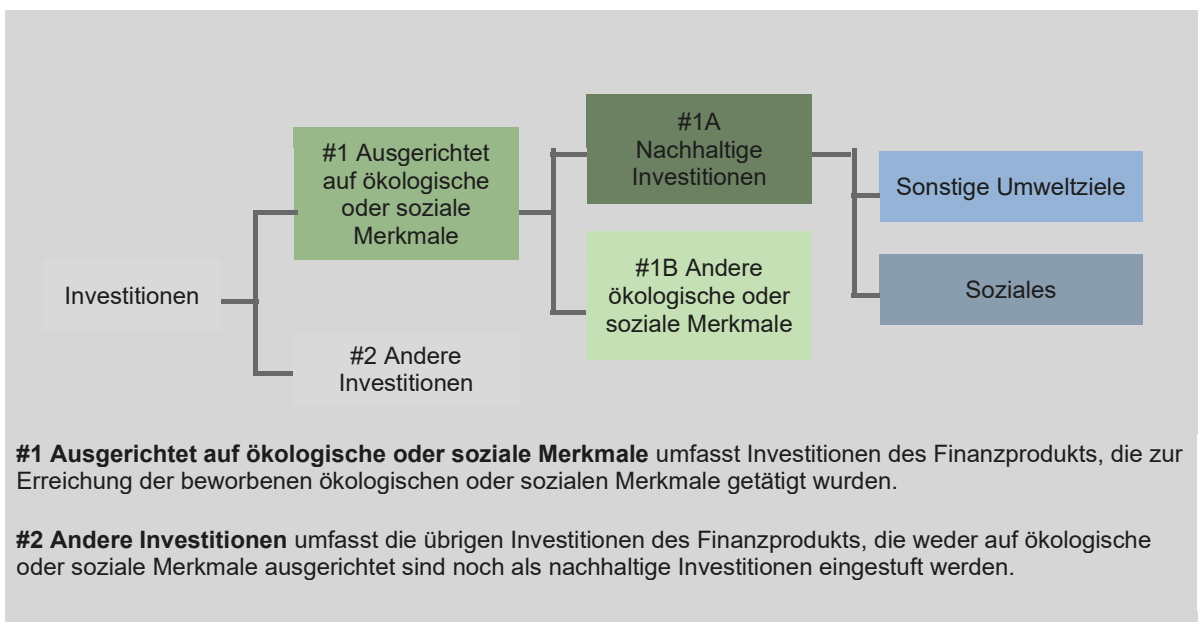 #1A
Nachhaltige
Investitionen
#1 Ausgerichtet
auf ökologische
oder soziale
Merkmale
Sonstige Umweltziele
#1B Andere
ökologische oder
soziale Merkmale
Soziales
Investitionen
#2 Andere
Investitionen
#1 Ausgerichtet auf ökologische oder soziale Merkmale umfasst Investitionen des Finanzprodukts, die zur
Erreichung der beworbenen ökologischen oder sozialen Merkmale getätigt wurden.
#2 Andere Investitionen umfasst die übrigen Investitionen des Finanzprodukts, die weder auf ökologische
oder soziale Merkmale ausgerichtet sind noch als nachhaltige Investitionen eingestuft werden.